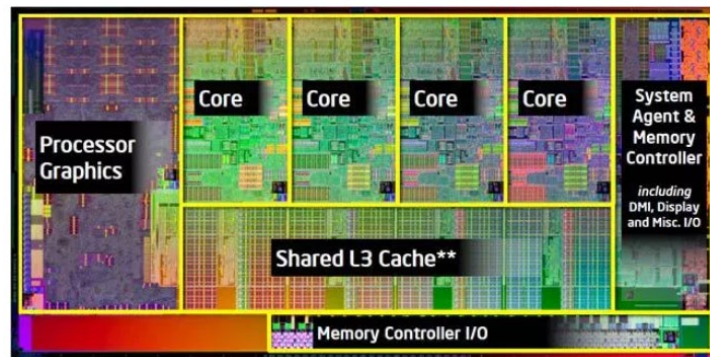 Processor
Graphics
Core
Core
Core
Core
System
Agent &
Memory
Controller
including
DMI, Display
and Misc. I/O
Shared L3 Cache**
Memory Controller I/O